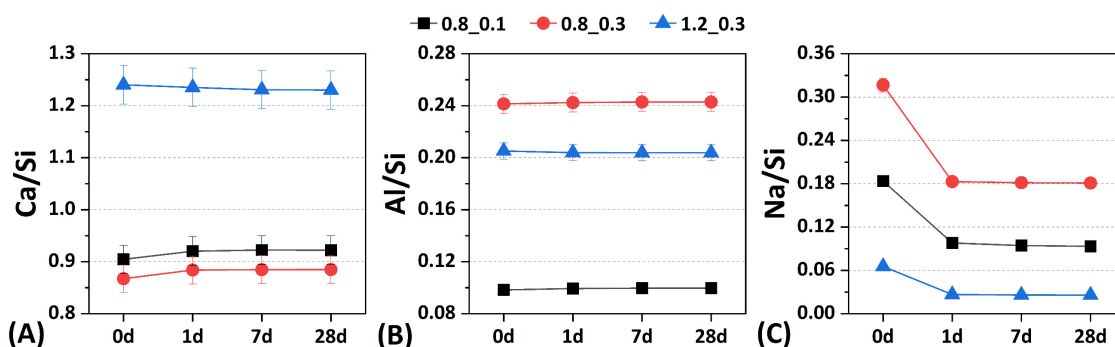 0.8_0.1 0.8_0.3 1.2_0.3
Ca/Si
1.3
1.2
1.1
1.0
0.9
0.8
0d 1d 7d 28d
(A)
Al/Si
0.28
0.24
0.20
0.16
0.12
0.08
0d 1d 7d 28d
(B)
Na/Si
0.36
0.30
0.24
0.18
0.12
0.06
0.00
0d 1d 7d 28d
(C)